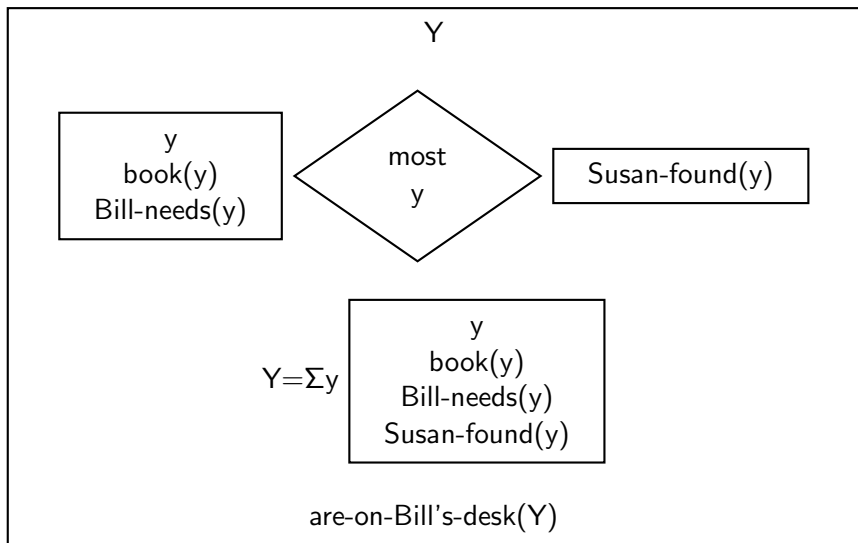 Y
y
book(y)
Bill-needs(y)
most
y
Susan-found(y)
Y=Σy
y
book(y)
Bill-needs(y)
Susan-found(y)
are-on-Bill's-desk(Y)